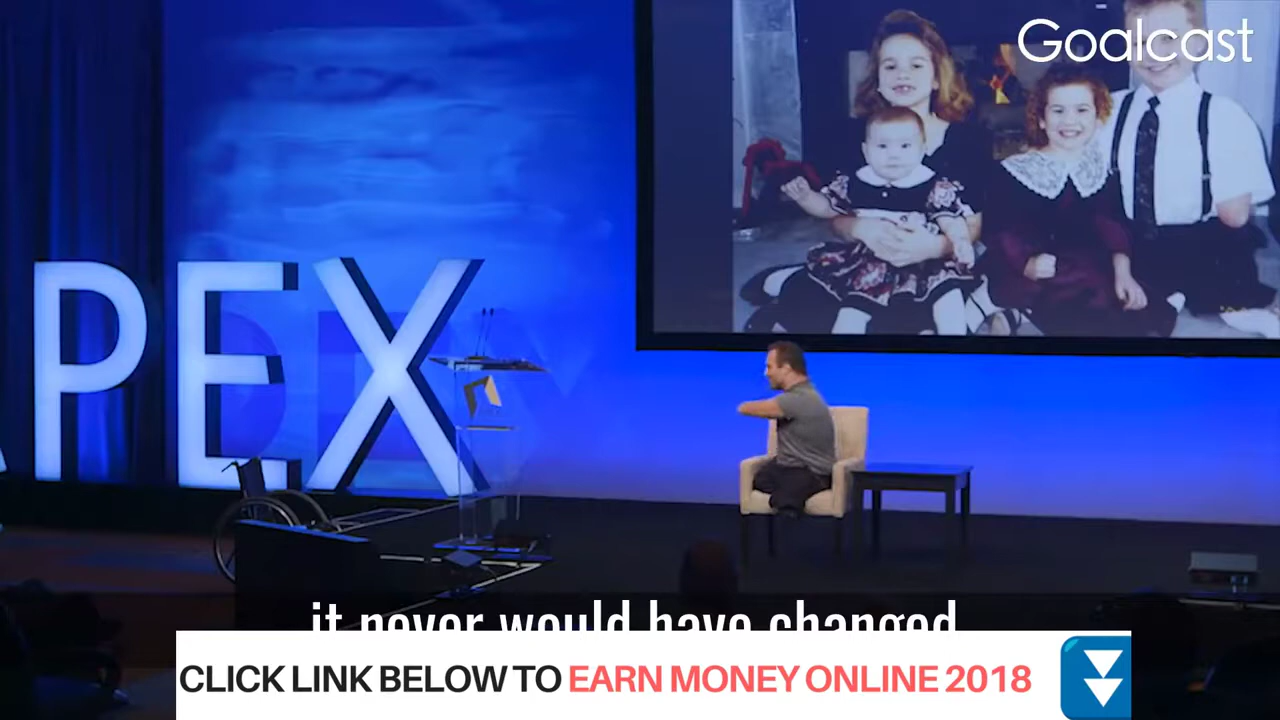 Goalcast
PEX
it never would have changed
CLICK LINK BELOW TO EARN MONEY ONLINE 2018